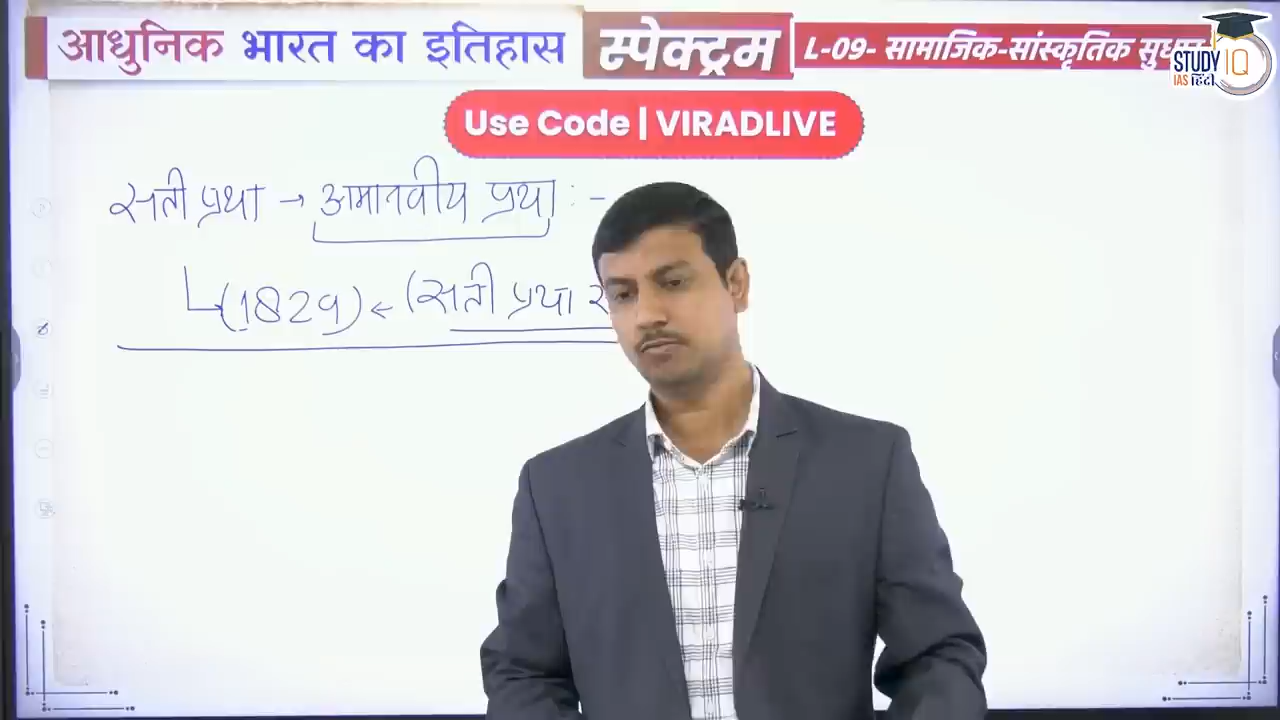 आधुनिक भारत का इतिहास स्पेक्ट्रम L-09- सामाजिक-सांस्कृतिक
STUDY IQ
IAS हिंदी
Use Code | VIRADLIVE
सती प्रथा → अमानवीय प्रथा :-
(1829) ← (सती प्रथा